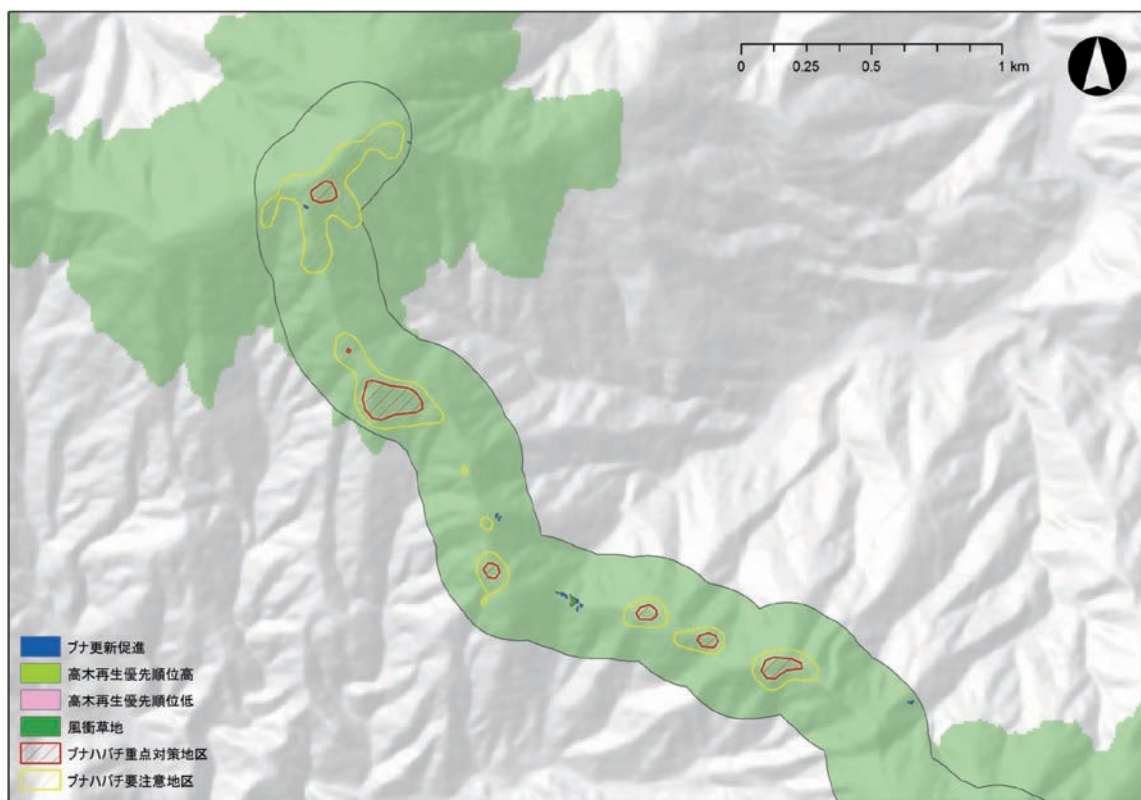 0 0.25 0.5 1 km
ブナ更新促進
高木再生優先順位高
高木再生優先順位低
風衝草地
ブナハバチ重点対策地区
ブナハバチ要注意地区